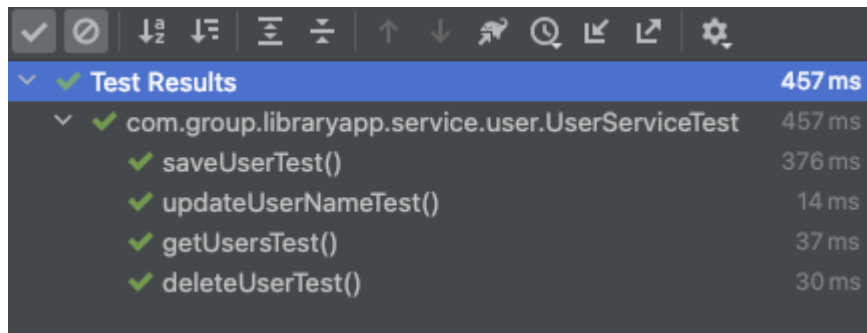 Test Results 457 ms
com.group.libraryapp.service.user.UserServiceTest 457 ms
saveUserTest() 376 ms
updateUserNameTest() 14 ms
getUsersTest() 37 ms
deleteUserTest() 30 ms